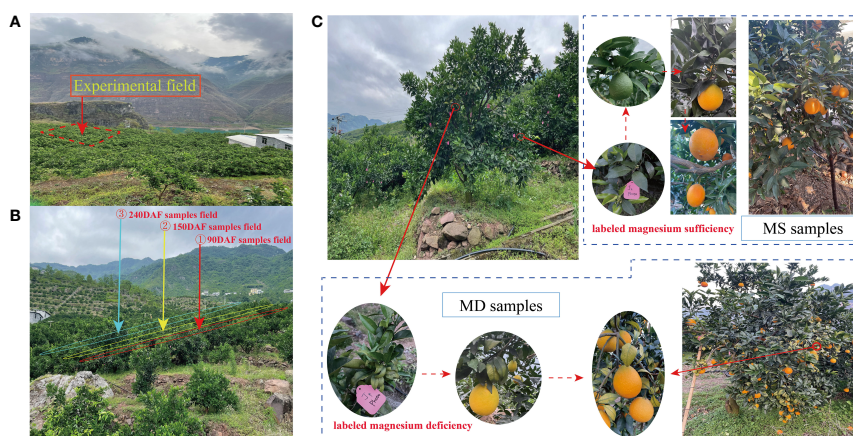 A
Experimental field
B
③240DAF samples field
②150DAF samples field
①90DAF samples field
C
labeled magnesium sufficiency
MS samples
MD samples
labeled magnesium deficiency